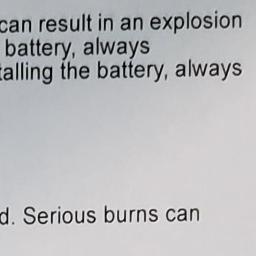 can result in an explosion
battery, always
talling the battery, always
d. Serious burns can